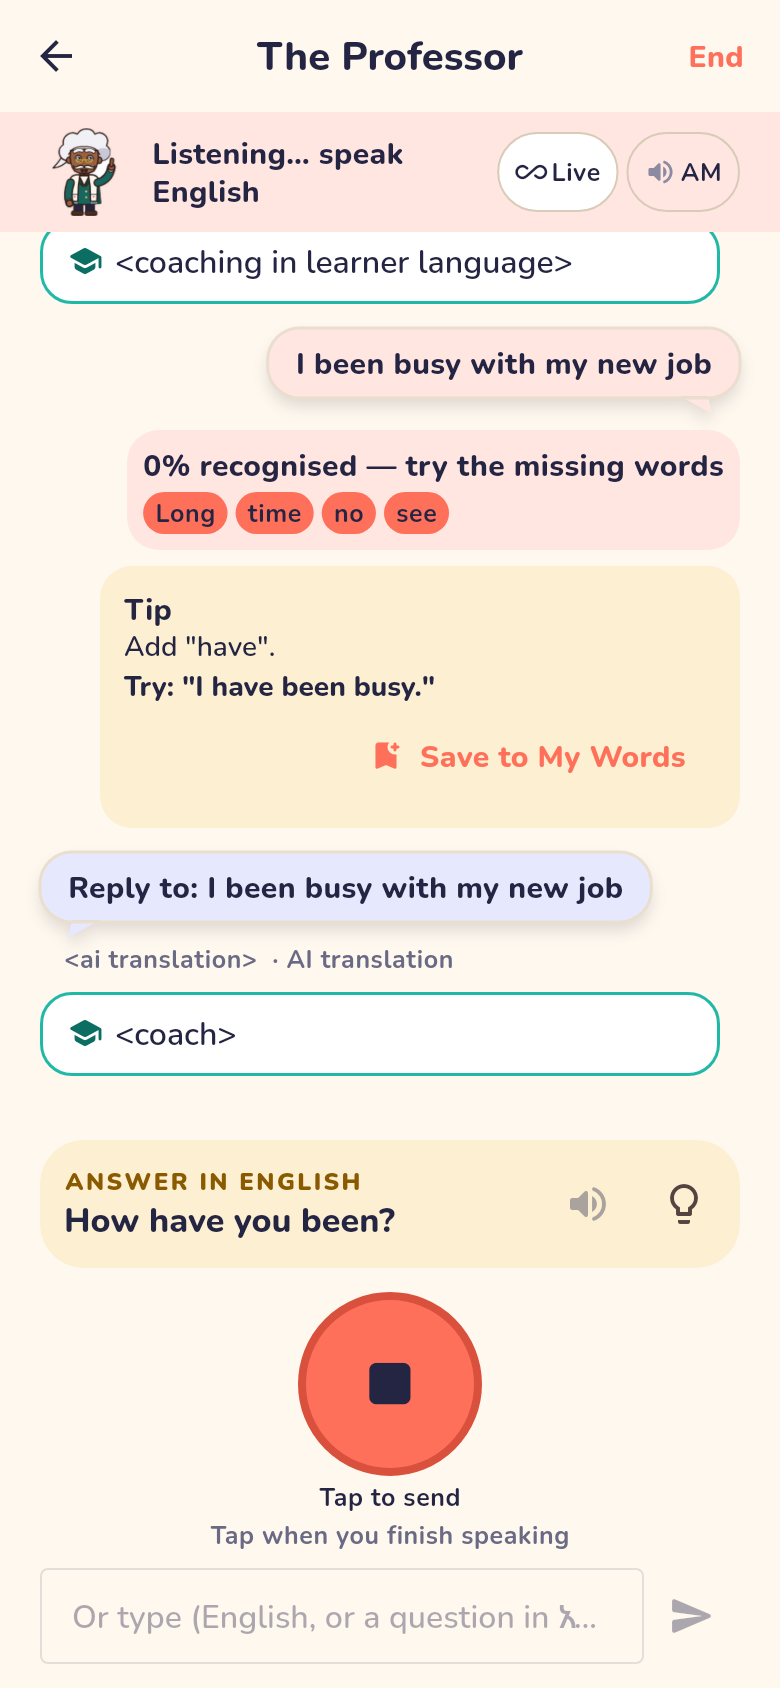 The Professor
End
Listening... speak
English
Live
AM
<coaching in learner language>
I been busy with my new job
0% recognised — try the missing words
Long time no see
Tip
Add "have".
Try: "I have been busy."
Save to My Words
Reply to: I been busy with my new job
<ai translation> · AI translation
<coach>
ANSWER IN ENGLISH
How have you been?
Tap to send
Tap when you finish speaking
Or type (English, or a question in